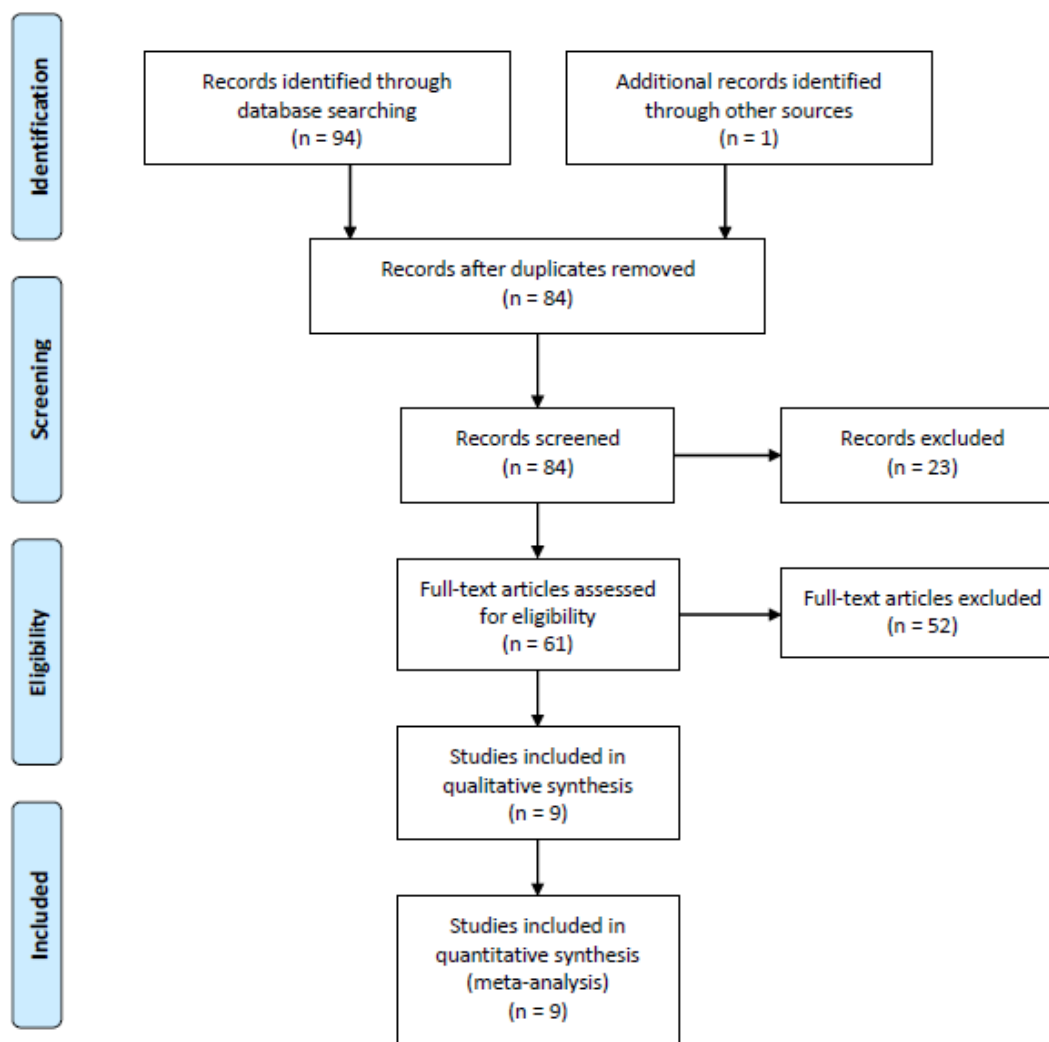 Identification
Records identified through
database searching
(n = 94)
Additional records identified
through other sources
(n = 1)
Records after duplicates removed
(n = 84)
Screening
Records screened
(n = 84)
Records excluded
(n = 23)
Eligibility
Full-text articles assessed
for eligibility
(n = 61)
Full-text articles excluded
(n = 52)
Studies included in
qualitative synthesis
(n = 9)
Included
Studies included in
quantitative synthesis
(meta-analysis)
(n = 9)